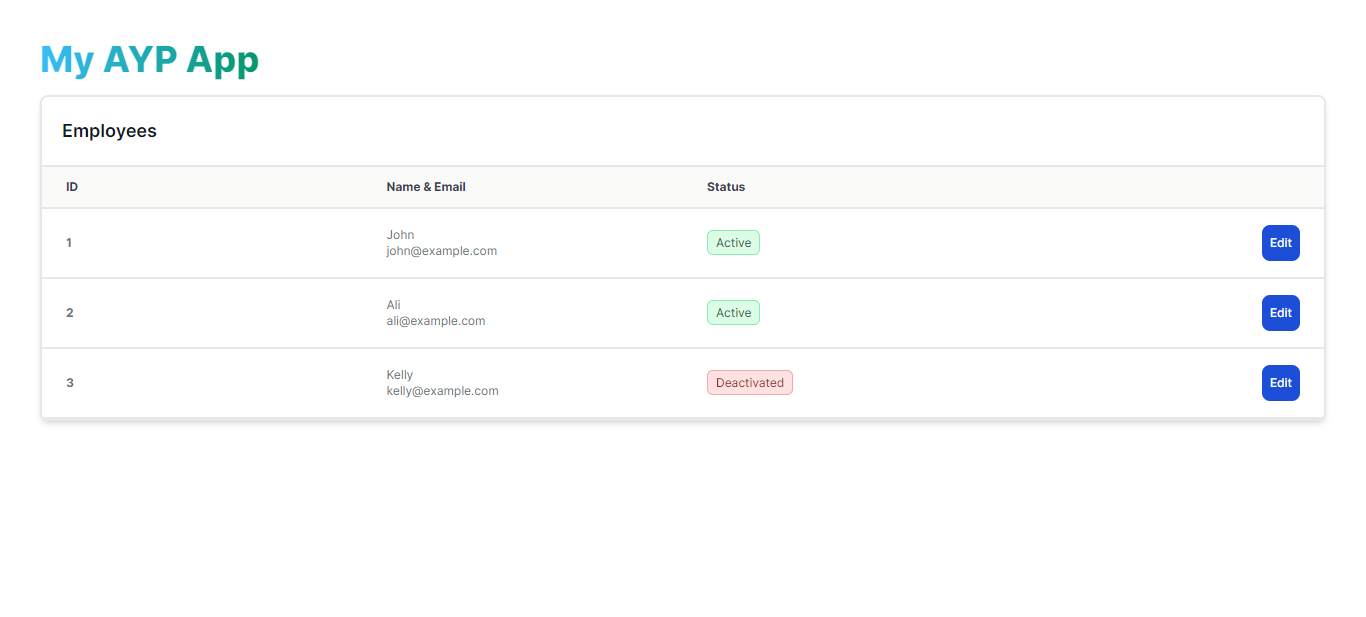 My AYP App
Employees
ID Name & Email Status
1 John Active Edit
john@example.com
2 Ali Active Edit
ali@example.com
3 Kelly Deactivated Edit
kelly@example.com